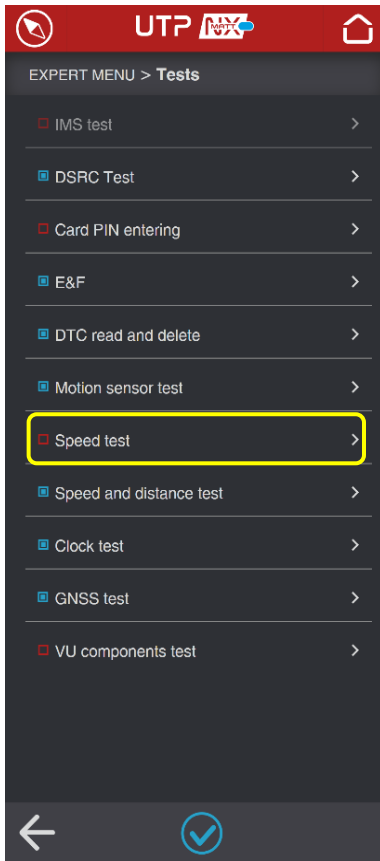 UTP MATT NX
EXPERT MENU > Tests
IMS test
DSRC Test
Card PIN entering
E&F
DTC read and delete
Motion sensor test
Speed test
Speed and distance test
Clock test
GNSS test
VU components test